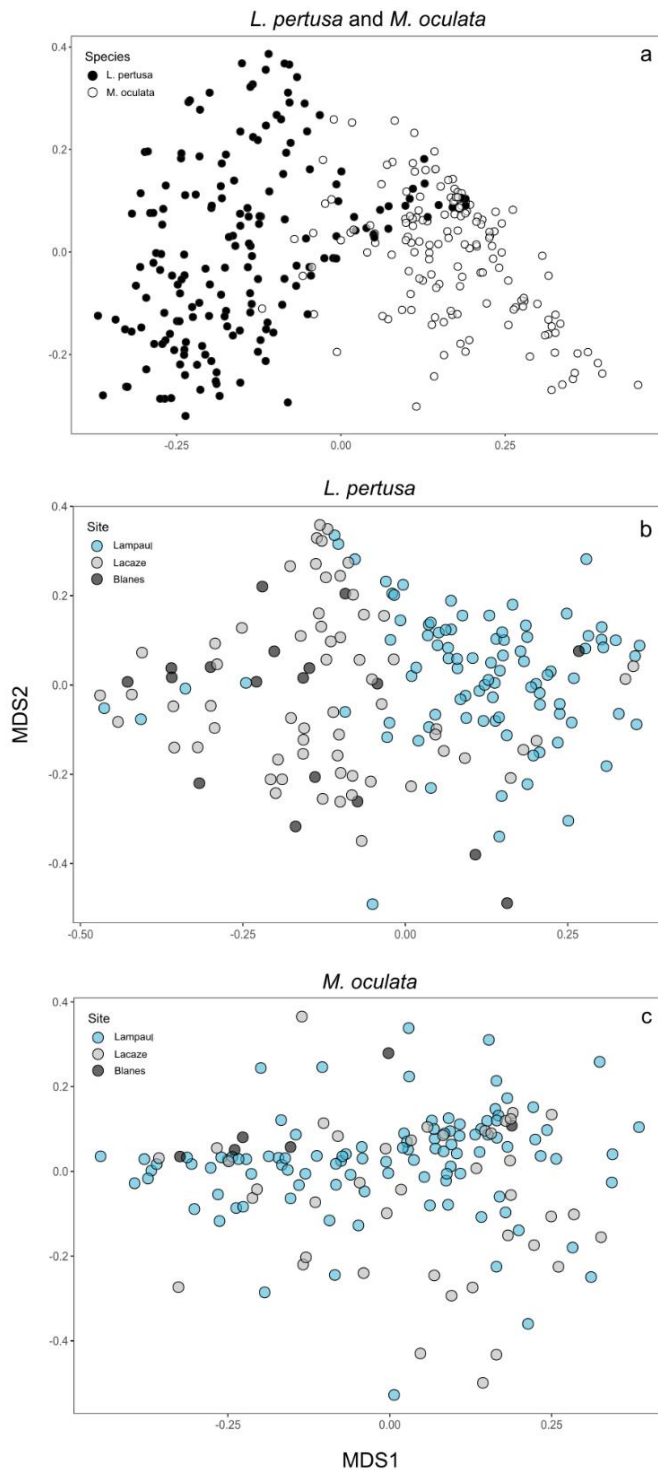 L. pertusa and M. oculata
a
Species
L. pertusa
M. oculata
0.4
0.2
0.0
-0.2
-0.25
0.00
0.25
L. pertusa
b
Site
Lampaul
Lacaze
Blanes
0.4
0.2
0.0
-0.2
-0.4
-0.50
-0.25
0.00
0.25
MDS2
M. oculata
c
Site
Lampaul
Lacaze
Blanes
0.4
0.2
0.0
-0.2
-0.4
-0.25
0.00
0.25
MDS1